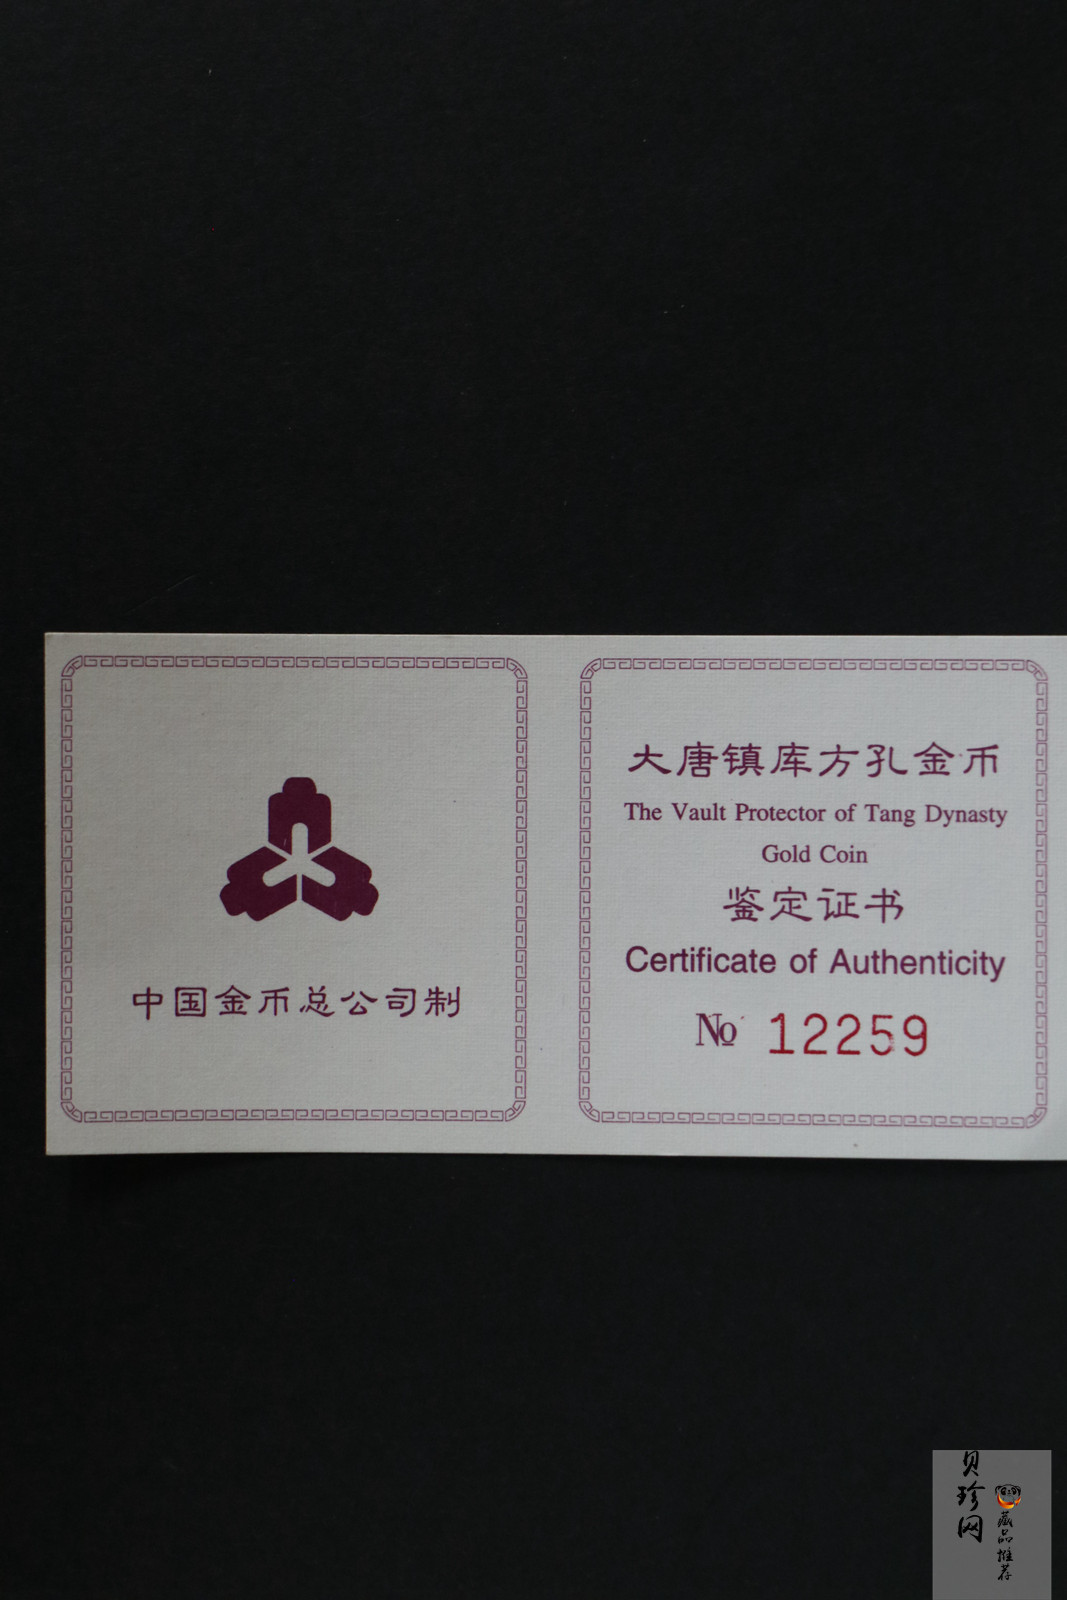 中国金币总公司制
大唐镇库方孔金币
The Vault Protector of Tang Dynasty
Gold Coin
鉴定证书
Certificate of Authenticity
№ 12259
贝珍网
藏品推荐